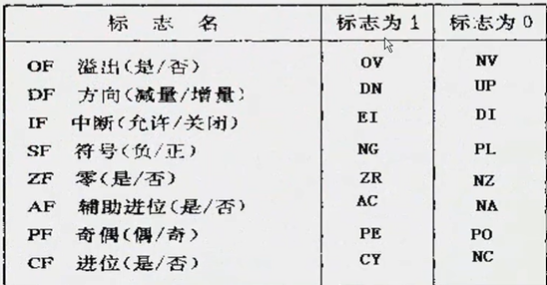 标志名 标志为1 标志为0
OF 溢出(是/否) OV NV
DF 方向(减量/增量) DN UP
IF 中断(允许/关闭) EI DI
SF 符号(负/正) NG PL
ZF 零(是/否) ZR NZ
AF 辅助进位(是/否) AC NA
PF 奇偶(偶/奇) PE PO
CF 进位(是/否) CY NC